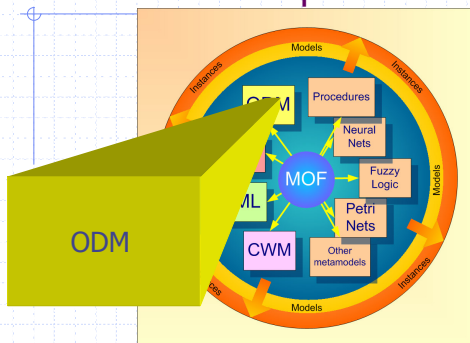 Models
Instances
Instances
ODM
Procedures
Neural
Nets
MOF
Fuzzy
Logic
Models
ML
Petri
Nets
CWM
Other
metamodels
ODM
Instances
Models